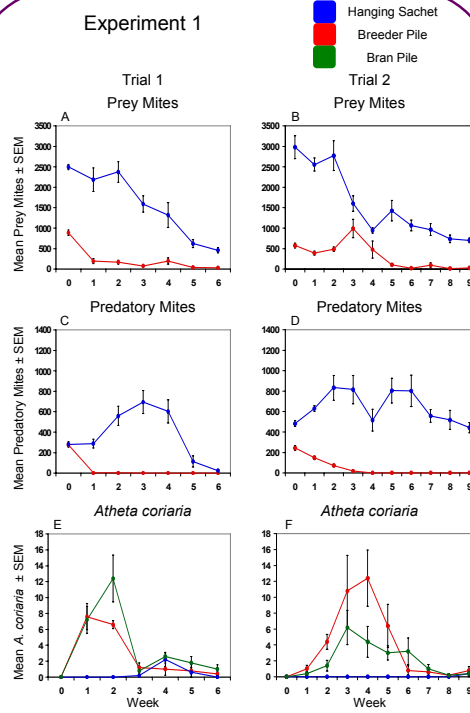 Experiment 1
Hanging Sachet
Breeder Pile
Bran Pile
Trial 1
Trial 2
Prey Mites
Prey Mites
A
B
Mean Prey Mites ± SEM
3500
3000
2500
2000
1500
1000
500
0
0 1 2 3 4 5 6
3500
3000
2500
2000
1500
1000
500
0
0 1 2 3 4 5 6 7 8 9
Predatory Mites
Predatory Mites
C
D
Mean Predatory Mites ± SEM
1400
1200
1000
800
600
400
200
0
0 1 2 3 4 5 6
1400
1200
1000
800
600
400
200
0
0 1 2 3 4 5 6 7 8 9
Atheta coriaria
Atheta coriaria
E
F
Mean A. coriaria ± SEM
18
16
14
12
10
8
6
4
2
0
0 1 2 3 4 5 6
Week
18
16
14
12
10
8
6
4
2
0
0 1 2 3 4 5 6 7 8 9
Week